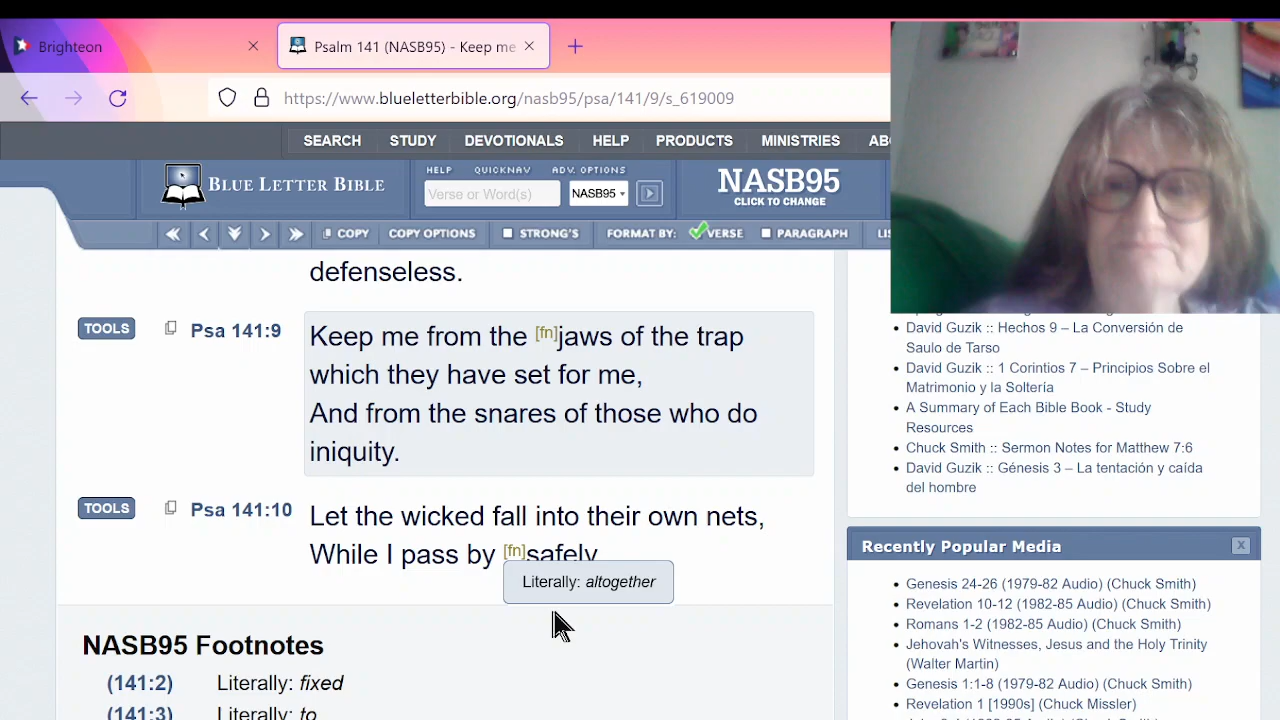 Brighteon
Psalm 141 (NASB95) - Keep me
https://www.blueletterbible.org/nasb95/psa/141/9/s_619009
SEARCH STUDY DEVOTIONALS HELP PRODUCTS MINISTRIES AB
HELP QUICKNAV ADV. OPTIONS
BLUE LETTER BIBLE
Verse or Word(s) NASB95
NASB95
CLICK TO CHANGE
COPY COPY OPTIONS STRONG'S FORMAT BY: VERSE PARAGRAPH LIS
defenseless.
TOOLS Psa 141:9 Keep me from the [fn]jaws of the trap
which they have set for me,
And from the snares of those who do
iniquity.
TOOLS Psa 141:10 Let the wicked fall into their own nets,
While I pass by [fn]safely
Literally: altogether
NASB95 Footnotes
(141:2) Literally: fixed
(141:3) Literally: to
David Guzik :: Hechos 9 – La Conversión de
Saulo de Tarso
David Guzik :: 1 Corintios 7 – Principios Sobre el
Matrimonio y la Soltería
A Summary of Each Bible Book - Study
Resources
Chuck Smith :: Sermon Notes for Matthew 7:6
David Guzik :: Génesis 3 – La tentación y caída
del hombre
Recently Popular Media X
Genesis 24-26 (1979-82 Audio) (Chuck Smith)
Revelation 10-12 (1982-85 Audio) (Chuck Smith)
Romans 1-2 (1982-85 Audio) (Chuck Smith)
Jehovah's Witnesses, Jesus and the Holy Trinity
(Walter Martin)
Genesis 1:1-8 (1979-82 Audio) (Chuck Smith)
Revelation 1 [1990s] (Chuck Missler)